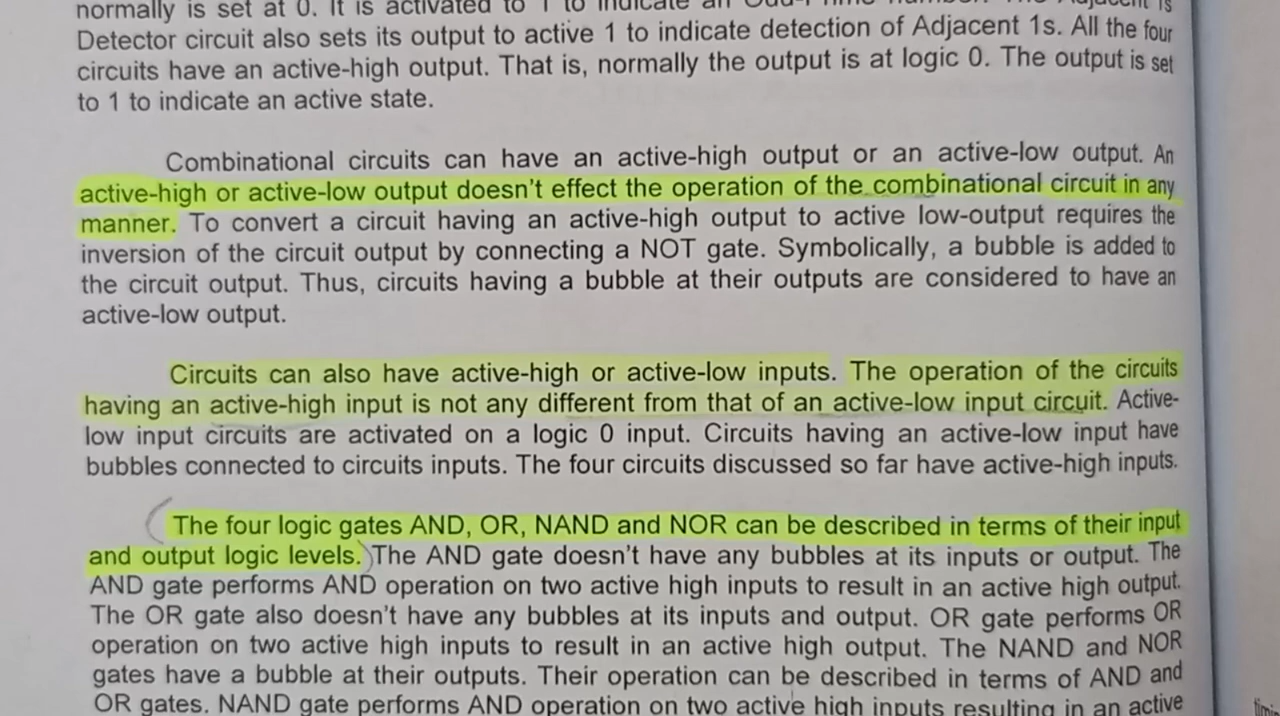 normally is set at 0. It is activated to 1 to indicate an
Detector circuit also sets its output to active 1 to indicate detection of Adjacent 1s. All the four
circuits have an active-high output. That is, normally the output is at logic 0. The output is set
to 1 to indicate an active state.
Combinational circuits can have an active-high output or an active-low output. An
active-high or active-low output doesn't effect the operation of the combinational circuit in any
manner. To convert a circuit having an active-high output to active low-output requires the
inversion of the circuit output by connecting a NOT gate. Symbolically, a bubble is added to
the circuit output. Thus, circuits having a bubble at their outputs are considered to have an
active-low output.
Circuits can also have active-high or active-low inputs. The operation of the circuits
having an active-high input is not any different from that of an active-low input circuit. Active-
low input circuits are activated on a logic 0 input. Circuits having an active-low input have
bubbles connected to circuits inputs. The four circuits discussed so far have active-high inputs.
The four logic gates AND, OR, NAND and NOR can be described in terms of their input
and output logic levels. The AND gate doesn't have any bubbles at its inputs or output. The
AND gate performs AND operation on two active high inputs to result in an active high output.
The OR gate also doesn't have any bubbles at its inputs and output. OR gate performs OR
operation on two active high inputs to result in an active high output. The NAND and NOR
gates have a bubble at their outputs. Their operation can be described in terms of AND and
OR gates. NAND gate performs AND operation on two active high inputs resulting in an active